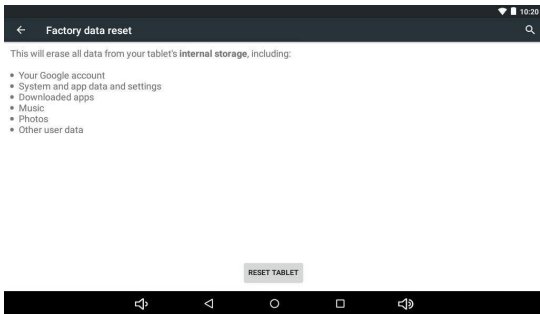 10:20
Factory data reset
This will erase all data from your tablet's internal storage, including:
• Your Google account
• System and app data and settings
• Downloaded apps
• Music
• Photos
• Other user data
RESET TABLET